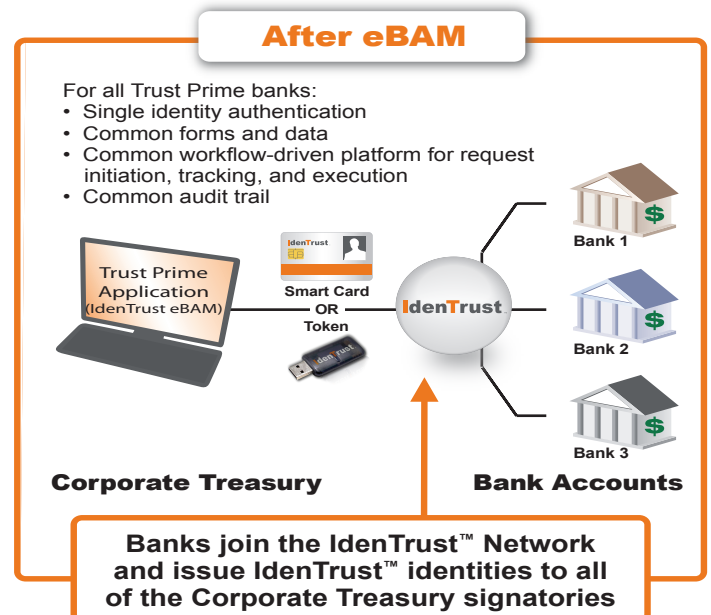 After eBAM
For all Trust Prime banks:
• Single identity authentication
• Common forms and data
• Common workflow-driven platform for request
initiation, tracking, and execution
• Common audit trail
Trust Prime
Application
(IdenTrust eBAM)
IdenTrust
Smart Card
OR
Token
IdenTrust
IdenTrust
$
Bank 1
$
Bank 2
$
Bank 3
Corporate Treasury
Bank Accounts
Banks join the IdenTrust™ Network
and issue IdenTrust™ identities to all
of the Corporate Treasury signatories